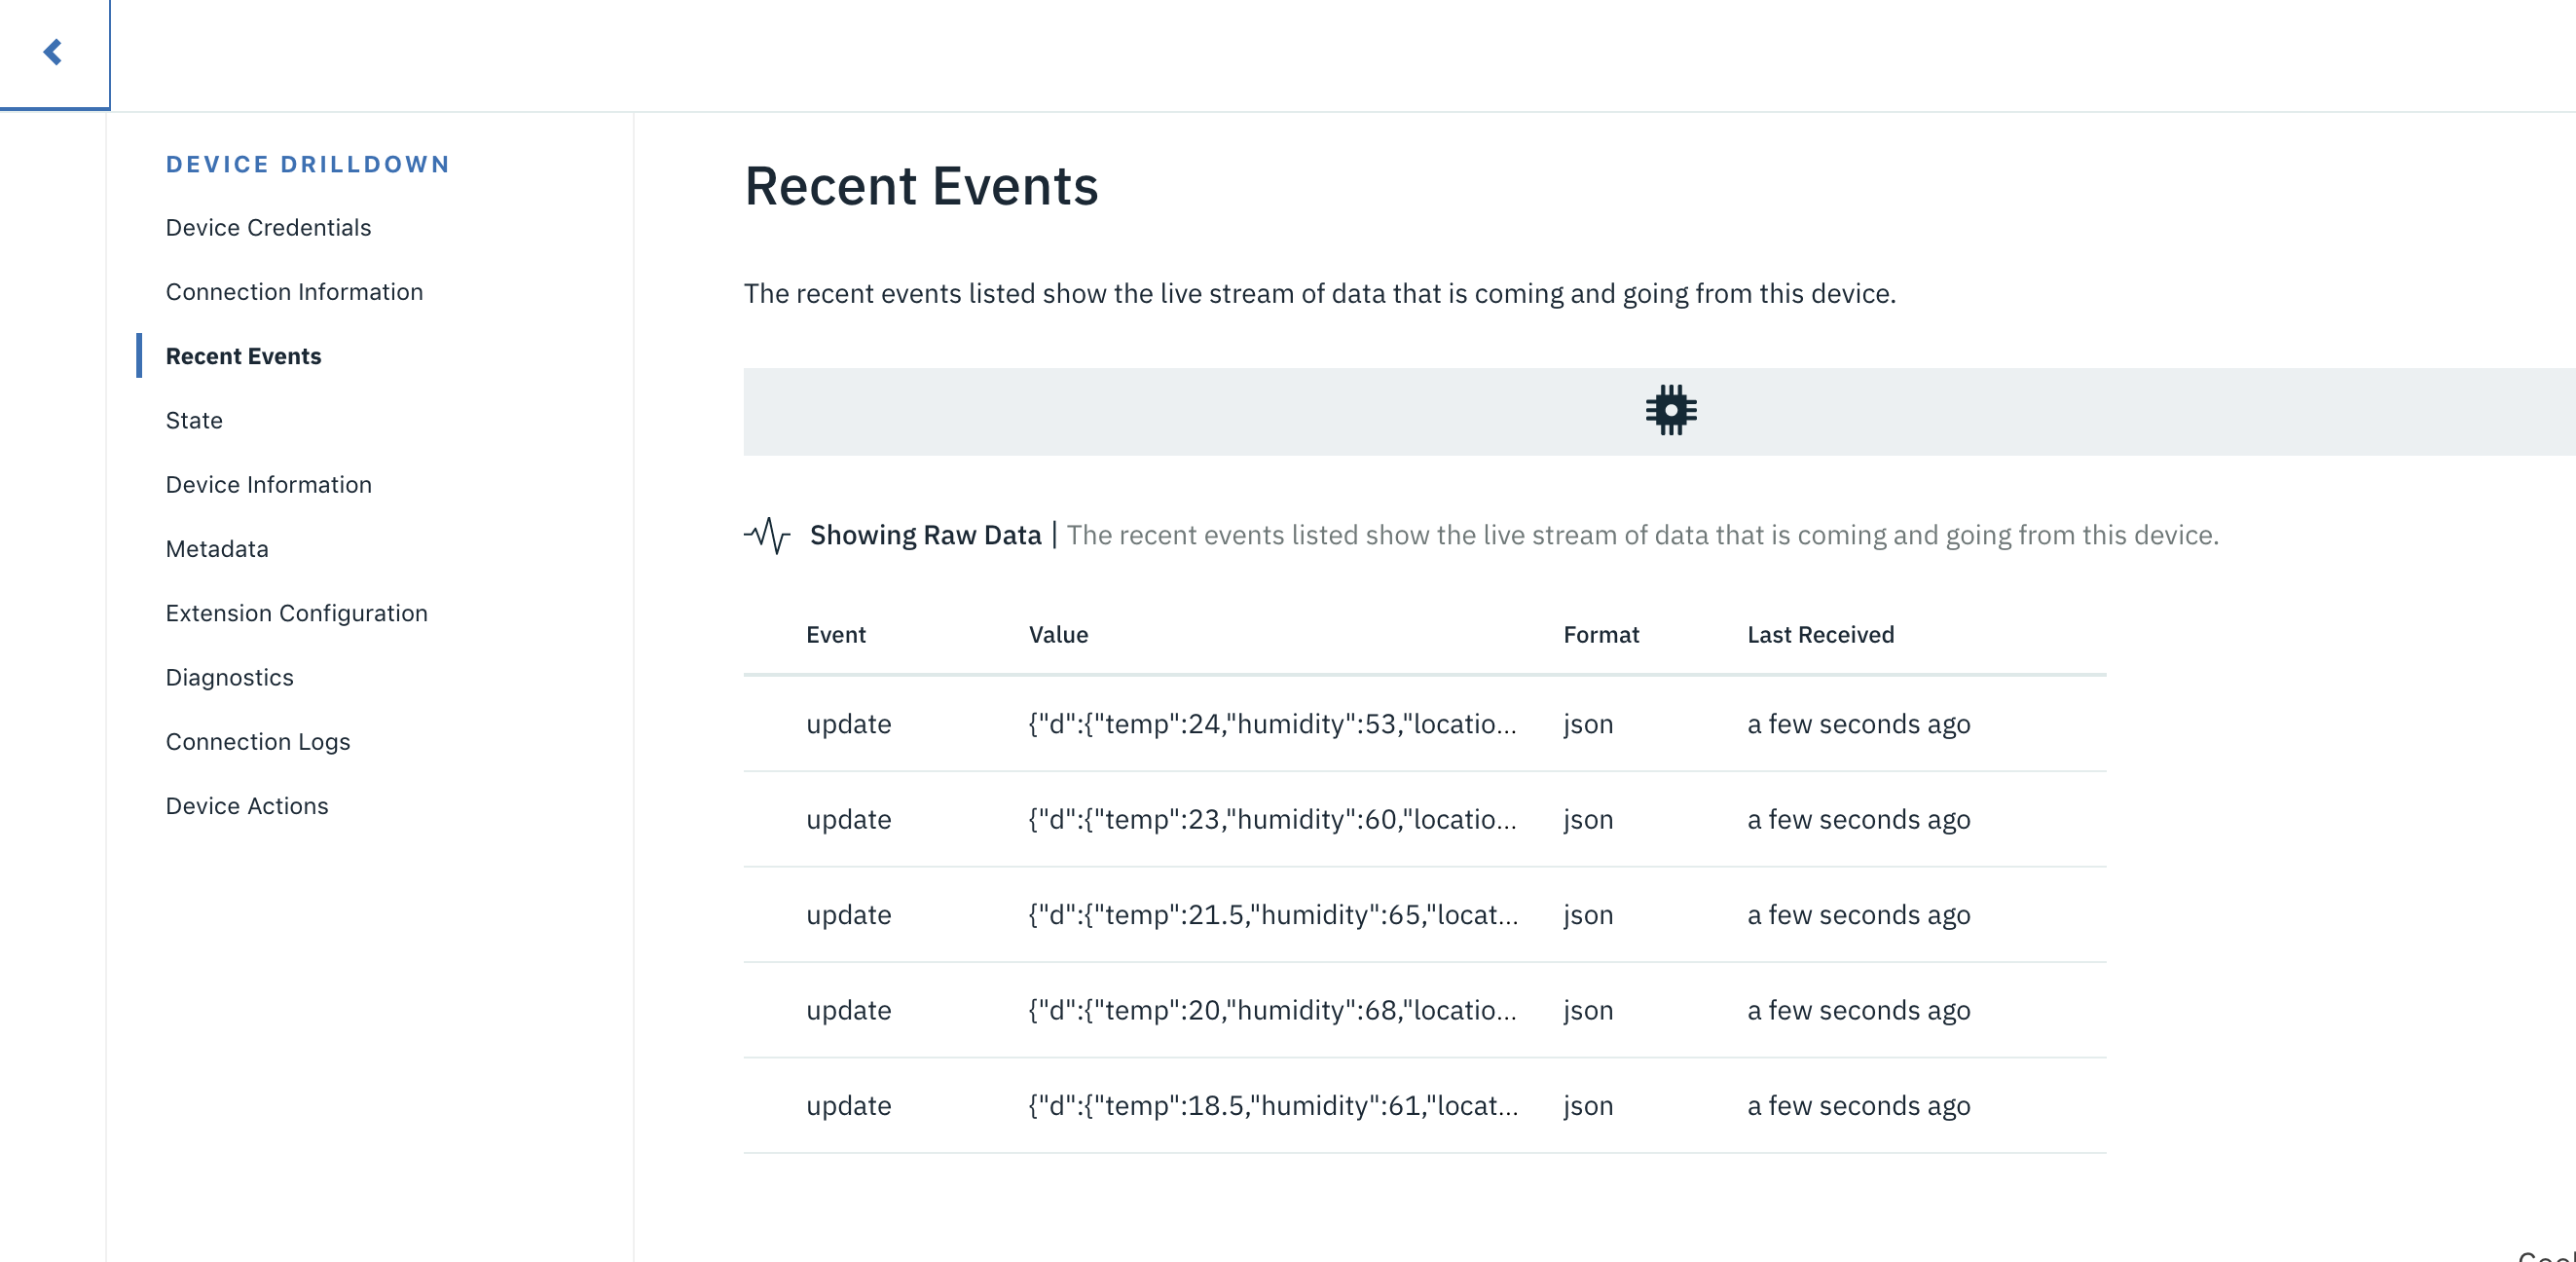 DEVICE DRILLDOWN
Device Credentials
Connection Information
Recent Events
State
Device Information
Metadata
Extension Configuration
Diagnostics
Connection Logs
Device Actions
Recent Events
The recent events listed show the live stream of data that is coming and going from this device.
Showing Raw Data | The recent events listed show the live stream of data that is coming and going from this device.
Event Value Format Last Received
update {"d":{"temp":24,"humidity":53,"locatio... json a few seconds ago
update {"d":{"temp":23,"humidity":60,"locatio... json a few seconds ago
update {"d":{"temp":21.5,"humidity":65,"locat... json a few seconds ago
update {"d":{"temp":20,"humidity":68,"locatio... json a few seconds ago
update {"d":{"temp":18.5,"humidity":61,"locat... json a few seconds ago